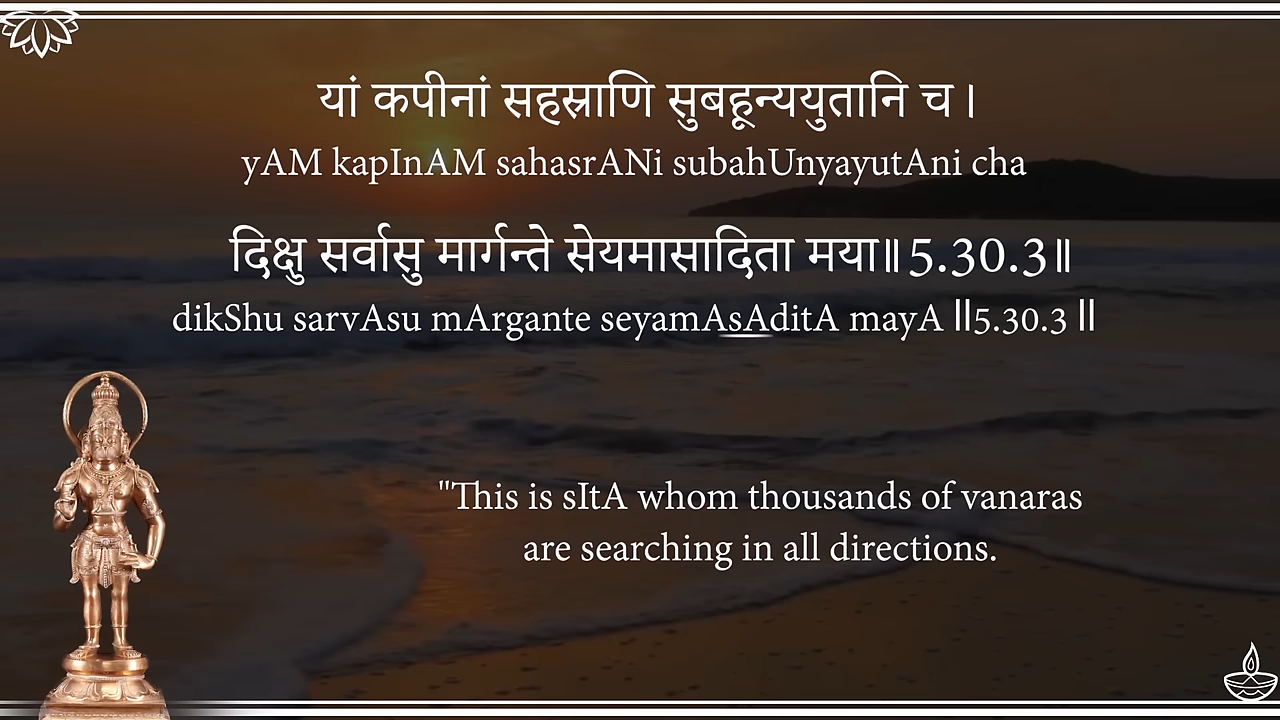 यां कपीनां सहस्राणि सुबहून्ययुतानि च।
yAM kapInAM sahasrANi subahUnyayutAni cha
दिक्षु सर्वासु मार्गन्ते सेयमासादिता मया॥5.30.3॥
dikShu sarvAsu mArgante seyamAsAditA mayA ||5.30.3 ||
"This is sItA whom thousands of vanaras
are searching in all directions.